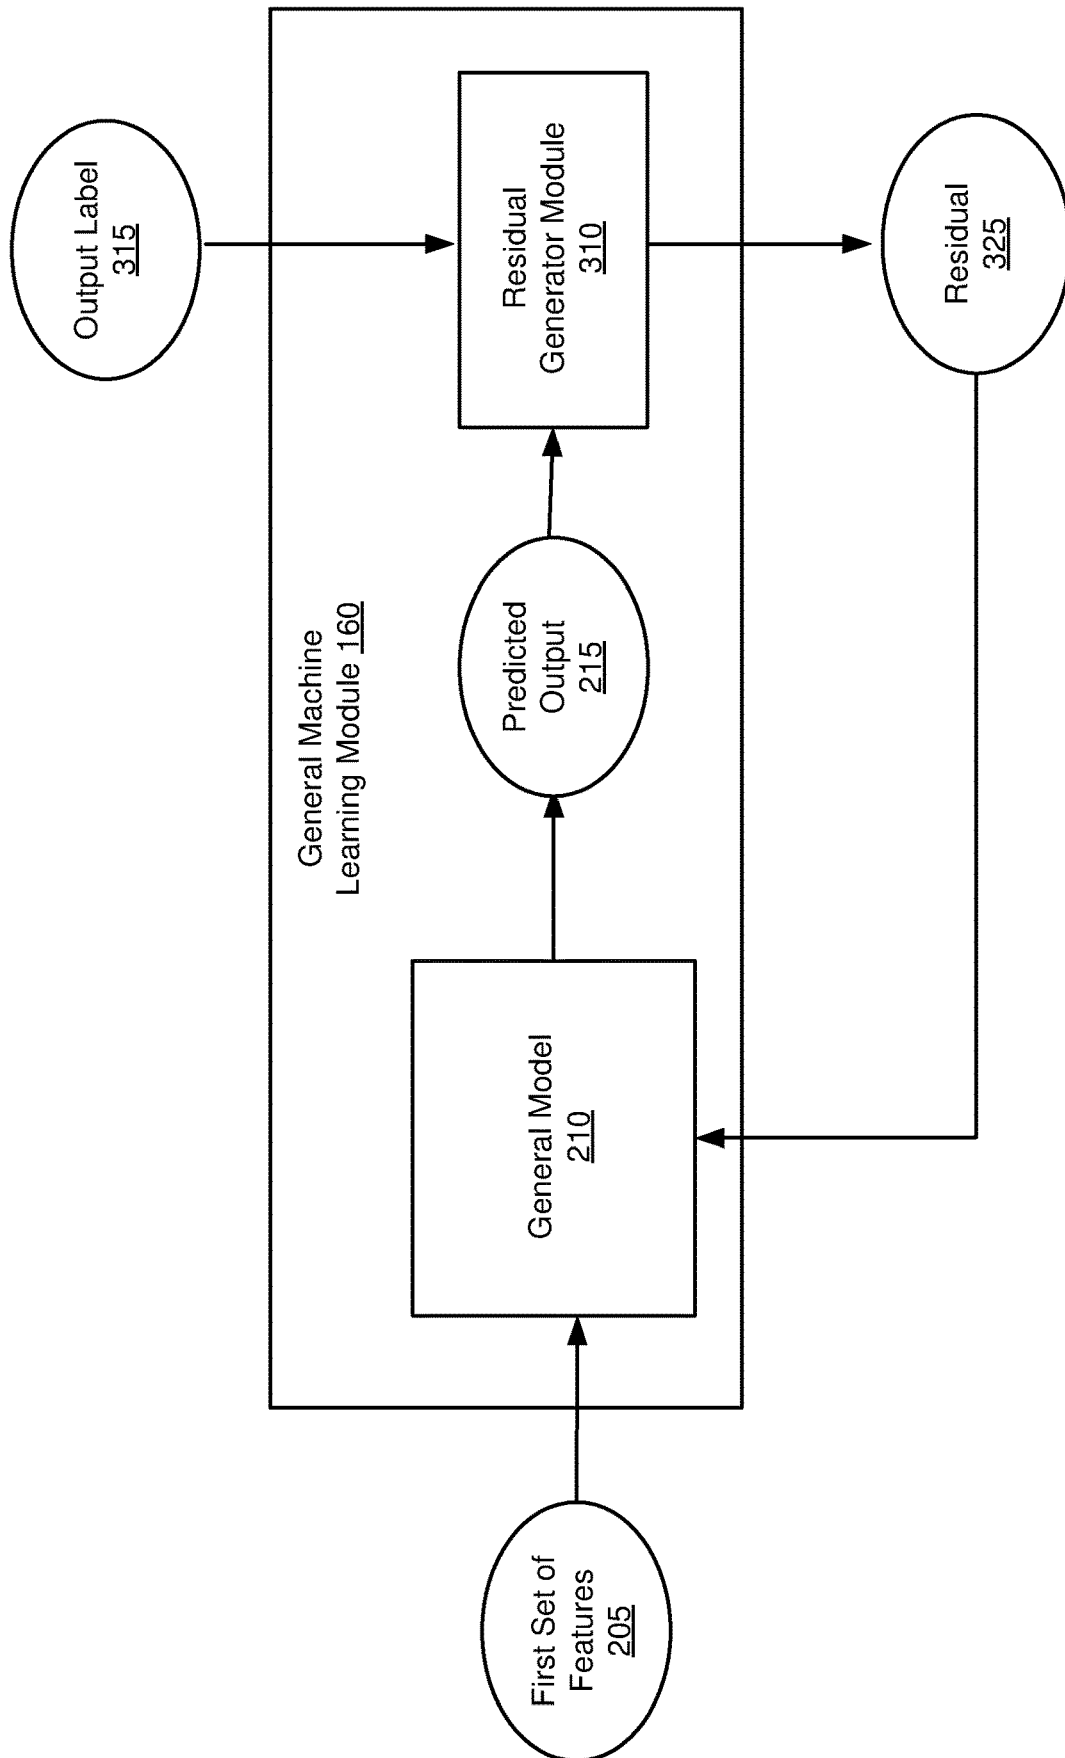 First Set of
Features
205
General Machine
Learning Module 160
General Model
210
Predicted
Output
215
Output Label
315
Residual
Generator Module
310
Residual
325